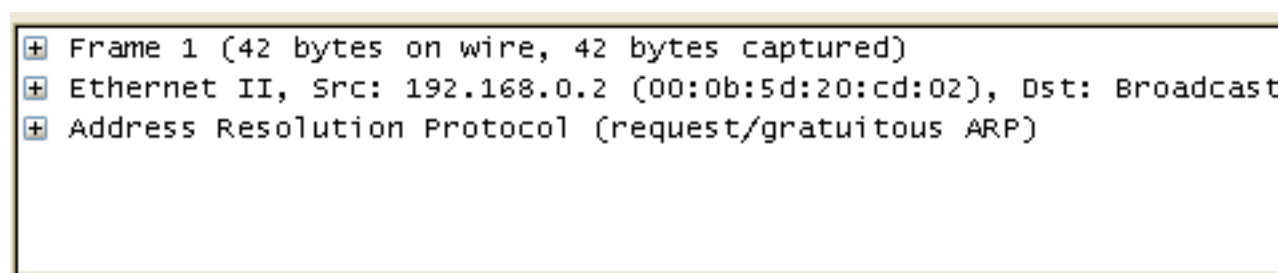 Frame 1 (42 bytes on wire, 42 bytes captured)
Ethernet II, Src: 192.168.0.2 (00:0b:5d:20:cd:02), Dst: Broadcast
Address Resolution Protocol (request/gratuitous ARP)